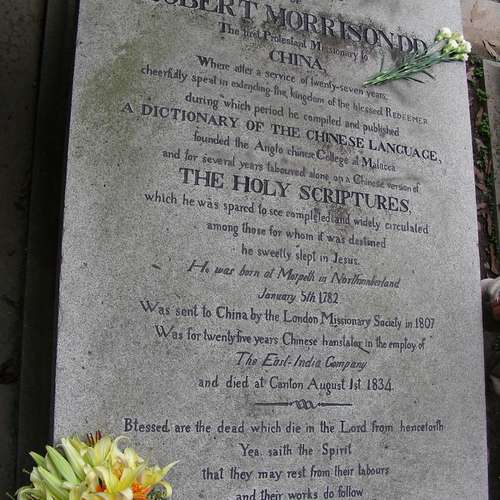 ROBERT MORRISON DD.
The first Protestant Missionary to
CHINA,
Where after a service of twenty-seven years,
cheerfully spent in extending the kingdom of the blessed REDEEMER
during which period he compiled and published
A DICTIONARY OF THE CHINESE LANGUAGE,
founded the Anglo chinese College at Malacca
and for several years laboured alone on a Chinese version of
THE HOLY SCRIPTURES,
which he was spared to see completed and widely circulated
among those for whom it was destined
he sweetly slept in Jesus.
He was born at Morpeth in Northumberland
January 5th 1782
Was sent to China by the London Missionary Society in 1807
Was for twenty five years Chinese translator in the employ of
The East-India Company
and died at Canton August 1st 1834.
Blessed are the dead which die in the Lord from henceforth
Yea saith the Spirit
that they may rest from their labours
and their works do follow